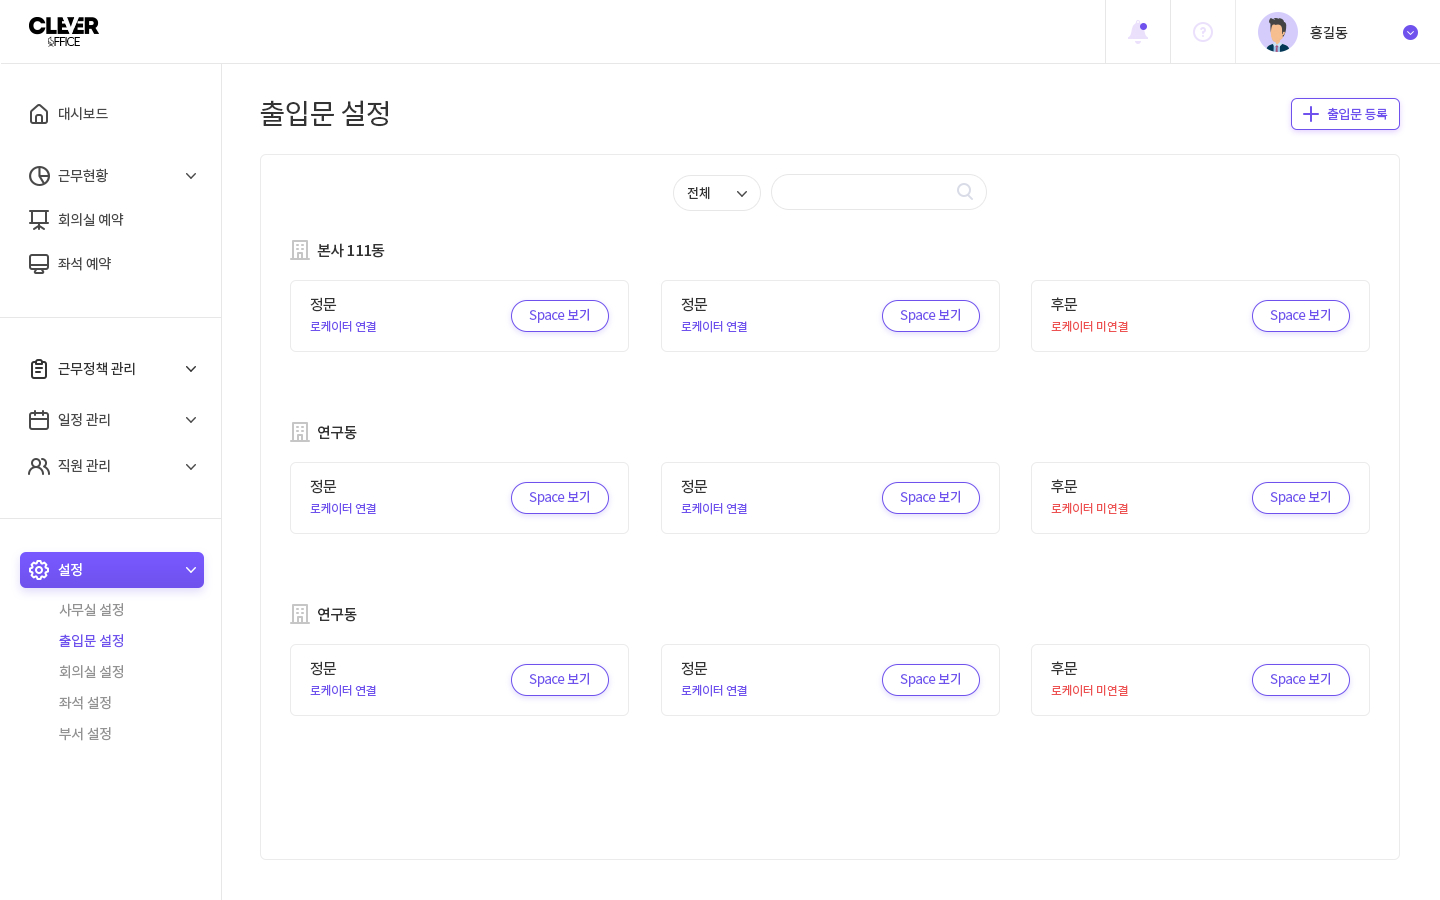 CLEVER
OFFICE
홍길동
대시보드
근무현황
회의실 예약
좌석 예약
근무정책 관리
일정 관리
직원 관리
설정
사무실 설정
출입문 설정
회의실 설정
좌석 설정
부서 설정
출입문 설정
출입문 등록
전체
본사 111동
정문
로케이터 연결
Space 보기
정문
로케이터 연결
Space 보기
후문
로케이터 미연결
Space 보기
연구동
정문
로케이터 연결
Space 보기
정문
로케이터 연결
Space 보기
후문
로케이터 미연결
Space 보기
연구동
정문
로케이터 연결
Space 보기
정문
로케이터 연결
Space 보기
후문
로케이터 미연결
Space 보기